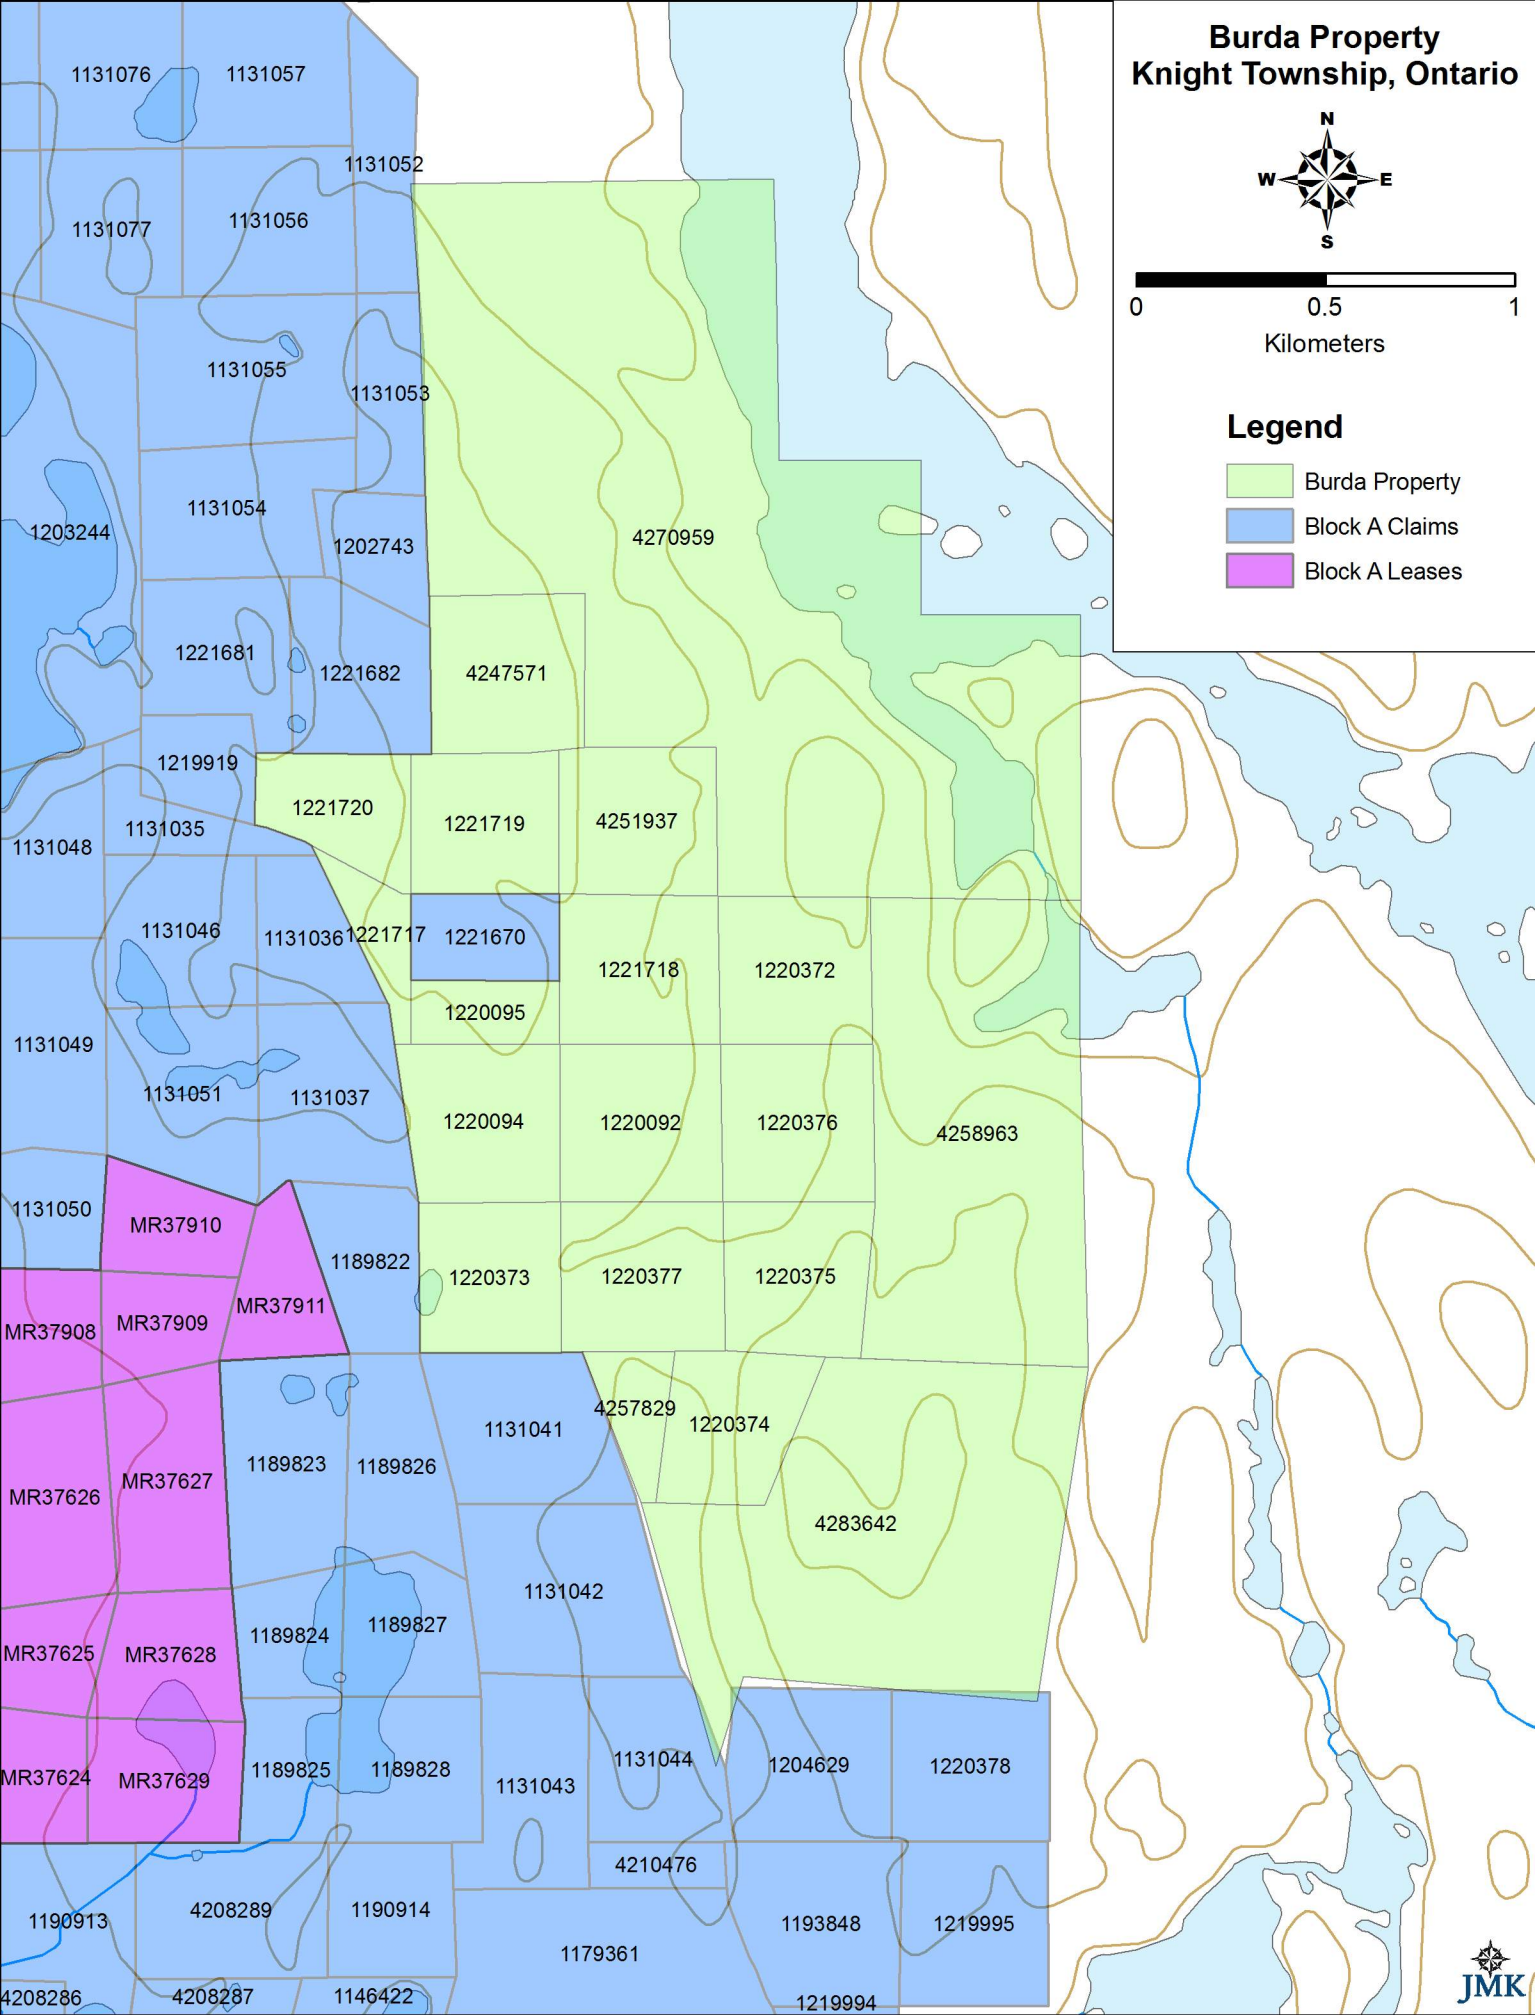 Burda Property
Knight Township, Ontario
N
W E
S
0 0.5 1
Kilometers
Legend
Burda Property
Block A Claims
Block A Leases
1131076
1131057
1131052
1131077
1131056
1131055
1131053
1131054
1203244
1202743
4270959
1221681
1221682
4247571
1219919
1221720
1221719
4251937
1131035
1131048
1131046
1131036
1221717
1221670
1221718
1220372
1220095
1131049
1131051
1131037
1220094
1220092
1220376
4258963
1131050
MR37910
1189822
1220373
1220377
1220375
MR37911
MR37908
MR37909
4257829
1220374
1131041
1189823
1189826
MR37627
MR37626
4283642
1131042
1189824
1189827
MR37625
MR37628
1131044
1204629
1220378
1189825
1189828
MR37624
MR37629
1131043
4210476
1190913
4208289
1190914
1193848
1219995
1179361
4208286
4208287
1146422
1219994
JMK